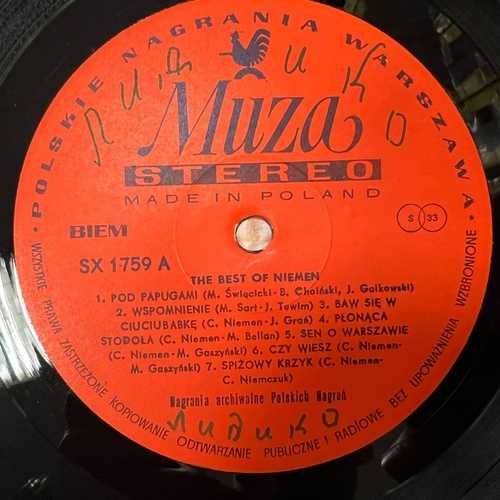 • POLSKIE NAGRANIA WARSZAWA •
ЛИДИКО
Muza
STEREO
MADE IN POLAND
BIEM
S 33
SX 1759 A
THE BEST OF NIEMEN
1. POD PAPUGAMI (M. Święcicki-B. Choiński, J. Gałkowski)
2. WSPOMNIENIE (M. Sart-J. Tuwim) 3. BAW SIĘ W
CIUCIUBABKĘ (C. Niemen-J. Grań) 4. PŁONĄCA
STODOŁA (C. Niemen-M. Bellan) 5. SEN O WARSZAWIE
(C. Niemen-M. Gaszyński) 6. CZY WIESZ (C. Niemen-
M. Gaszyński) 7. SPIŻOWY KRZYK (C. Niemen-
C. Niemczuk)
Nagrania archiwalne Polskich Nagrań
лидико
WSZYSTKIE PRAWA ZASTRZEŻONE KOPIOWANIE ODTWARZANIE PUBLICZNE I RADIOWE BEZ UPOWAŻNIENIA WZBRONIONE